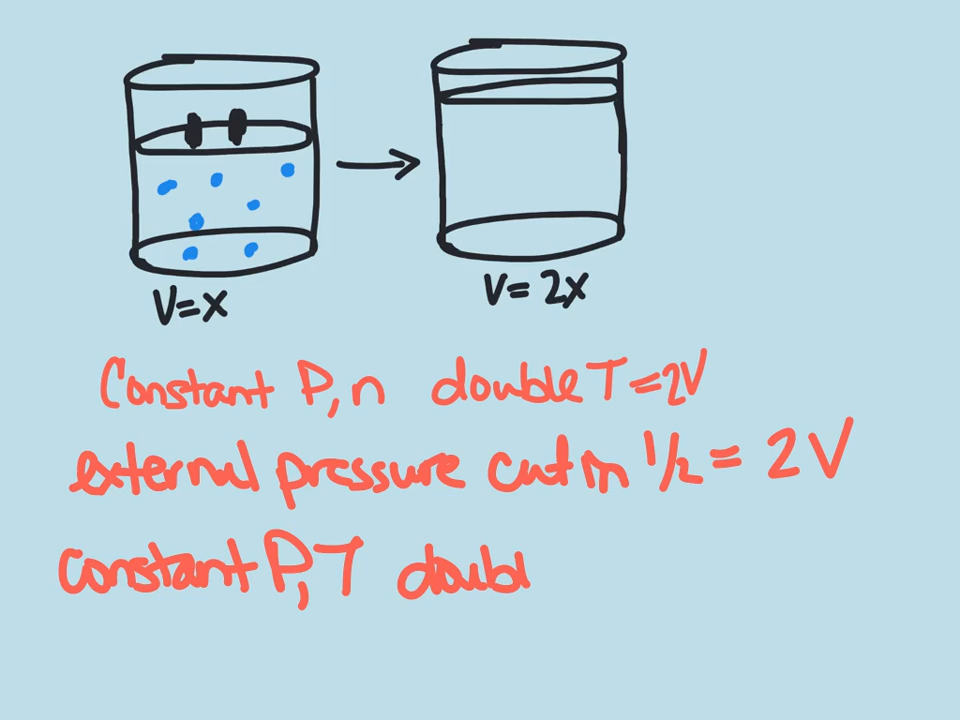 V=x
V= 2x
Constant P, n double T = 2V
external pressure cut in 1/2 = 2V
constant P, T doubl